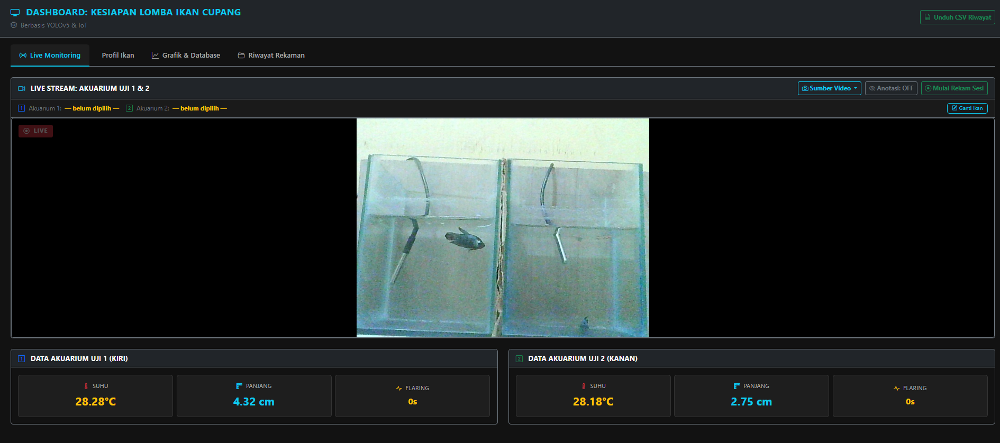 DASHBOARD: KESIAPAN LOMBA IKAN CUPANG
Berbasis YOLOv5 & IoT
Unduh CSV Riwayat
Live Monitoring
Profil Ikan
Grafik & Database
Riwayat Rekaman
LIVE STREAM: AKUARIUM UJI 1 & 2
Sumber Video
Anotasi: OFF
Mulai Rekam Sesi
1 Akuarium 1: — belum dipilih —
2 Akuarium 2: — belum dipilih —
Ganti Ikan
LIVE
1 DATA AKUARIUM UJI 1 (KIRI)
SUHU
28.28°C
PANJANG
4.32 cm
FLARING
0s
2 DATA AKUARIUM UJI 2 (KANAN)
SUHU
28.18°C
PANJANG
2.75 cm
FLARING
0s